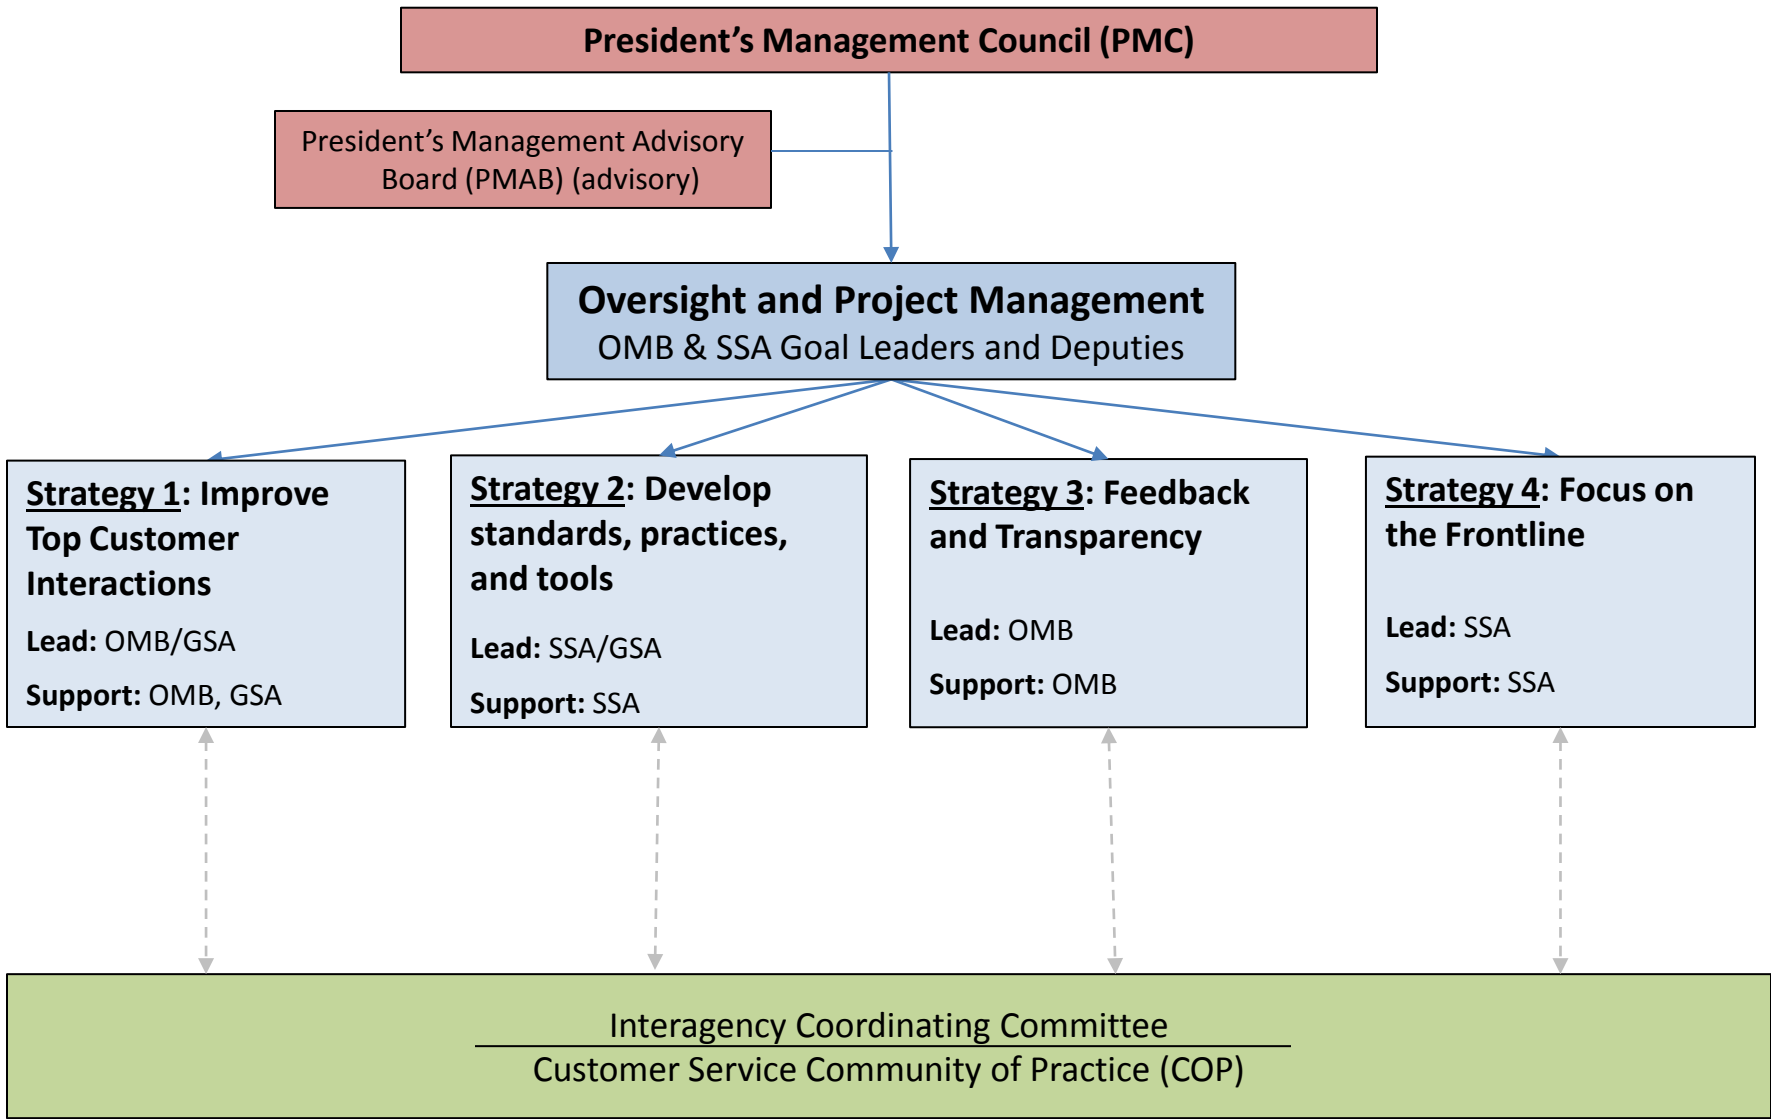 President’s Management Council (PMC)
President’s Management Advisory
Board (PMAB) (advisory)
Oversight and Project Management
OMB & SSA Goal Leaders and Deputies
Strategy 1: Improve
Top Customer
Interactions
Lead: OMB/GSA
Support: OMB, GSA
Strategy 2: Develop
standards, practices,
and tools
Lead: SSA/GSA
Support: SSA
Strategy 3: Feedback
and Transparency
Lead: OMB
Support: OMB
Strategy 4: Focus on
the Frontline
Lead: SSA
Support: SSA
Interagency Coordinating Committee
Customer Service Community of Practice (COP)